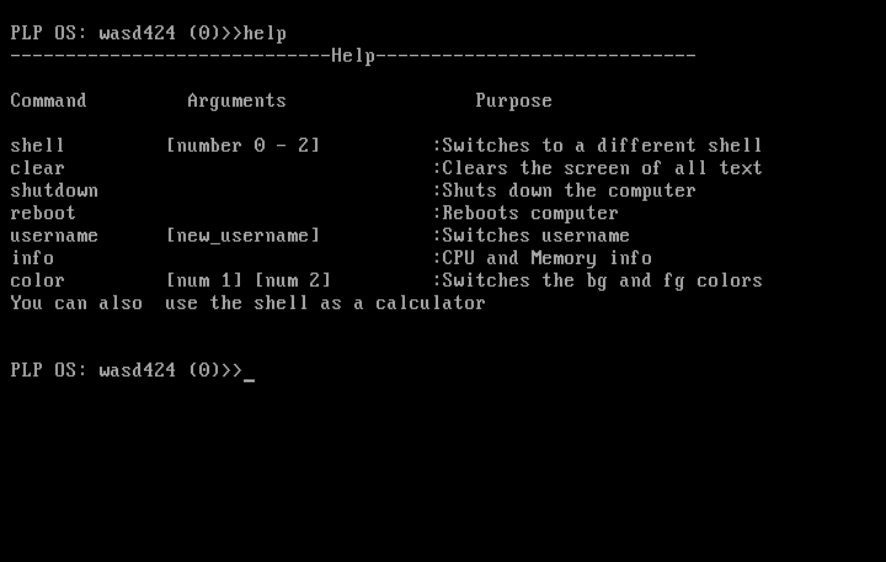 PLP OS: wasd424 (0)>>help
-----------------------------Help-----------------------------
Command Arguments Purpose
shell [number 0 - 2] :Switches to a different shell
clear :Clears the screen of all text
shutdown :Shuts down the computer
reboot :Reboots computer
username [new_username] :Switches username
info :CPU and Memory info
color [num 1] [num 2] :Switches the bg and fg colors
You can also  use the shell as a calculator
PLP OS: wasd424 (0)>>_